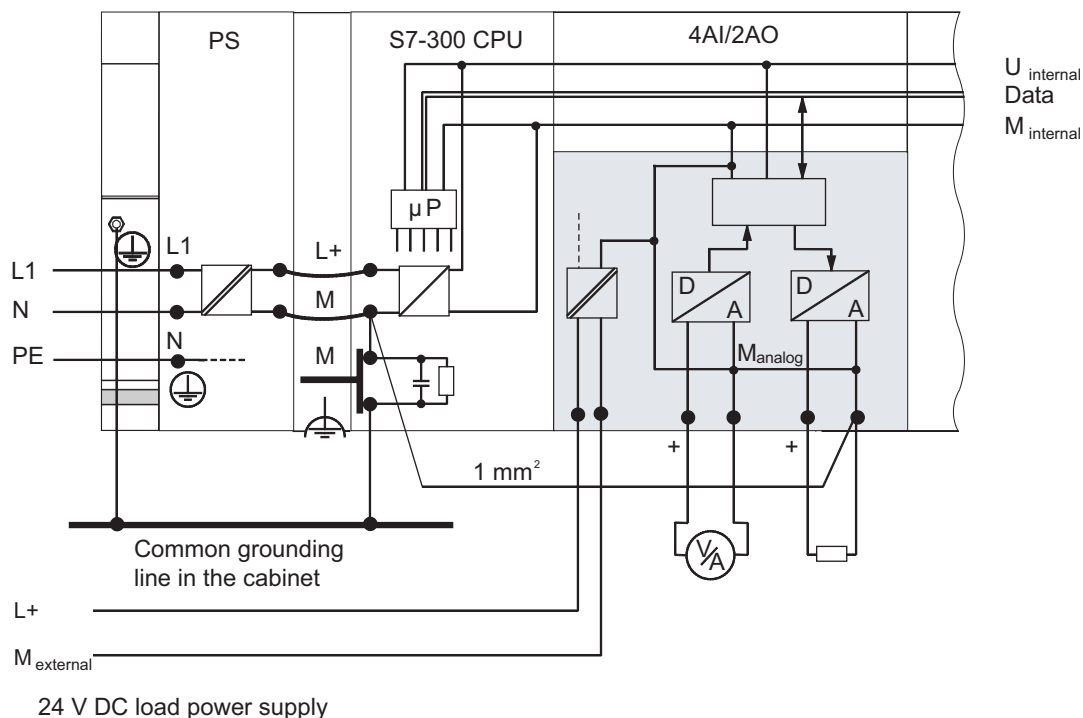 PS
S7-300 CPU
4AI/2AO
U internal
Data
M internal
µP
L1
L+
L1
D
A
D
A
N
M
N
M
PE
Manalog
+
+
1 mm²
Common grounding
line in the cabinet
V/A
L+
M external
24 V DC load power supply